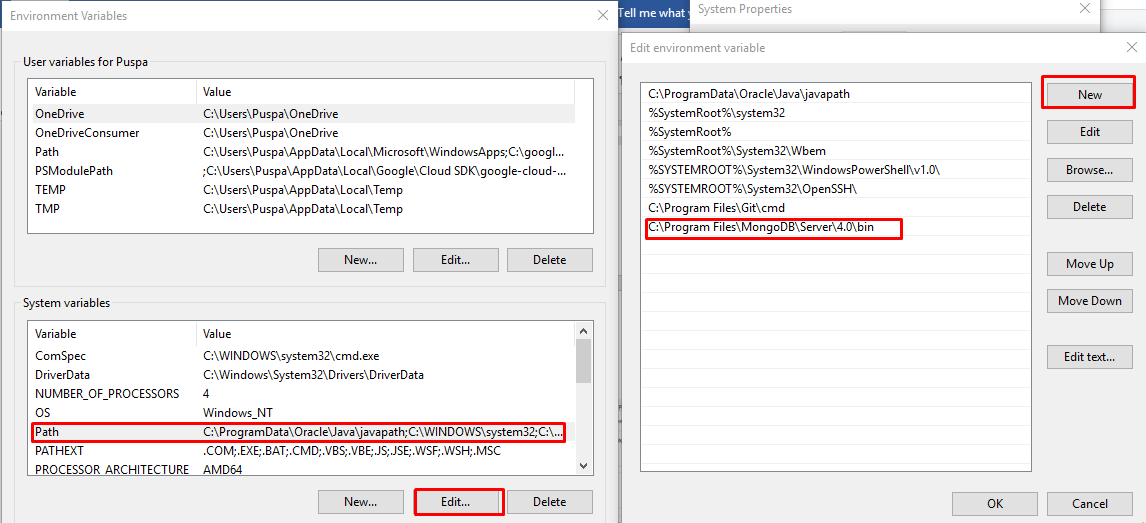 Environment Variables
User variables for Puspa
Variable Value
OneDrive C:\Users\Puspa\OneDrive
OneDriveConsumer C:\Users\Puspa\OneDrive
Path C:\Users\Puspa\AppData\Local\Microsoft\WindowsApps;C:\googl...
PSModulePath ;C:\Users\Puspa\AppData\Local\Google\Cloud SDK\google-cloud-...
TEMP C:\Users\Puspa\AppData\Local\Temp
TMP C:\Users\Puspa\AppData\Local\Temp
New... Edit... Delete
System variables
Variable Value
ComSpec C:\WINDOWS\system32\cmd.exe
DriverData C:\Windows\System32\Drivers\DriverData
NUMBER_OF_PROCESSORS 4
OS Windows_NT
Path C:\ProgramData\Oracle\Java\javapath;C:\WINDOWS\system32;C:\...
PATHEXT .COM;.EXE;.BAT;.CMD;.VBS;.VBE;.JS;.JSE;.WSF;.WSH;.MSC
PROCESSOR_ARCHITECTURE AMD64
New... Edit... Delete
Tell me what y
System Properties
Edit environment variable
C:\ProgramData\Oracle\Java\javapath
%SystemRoot%\system32
%SystemRoot%
%SystemRoot%\System32\Wbem
%SYSTEMROOT%\System32\WindowsPowerShell\v1.0\
%SYSTEMROOT%\System32\OpenSSH\
C:\Program Files\Git\cmd
C:\Program Files\MongoDB\Server\4.0\bin
New
Edit
Browse...
Delete
Move Up
Move Down
Edit text...
OK Cancel